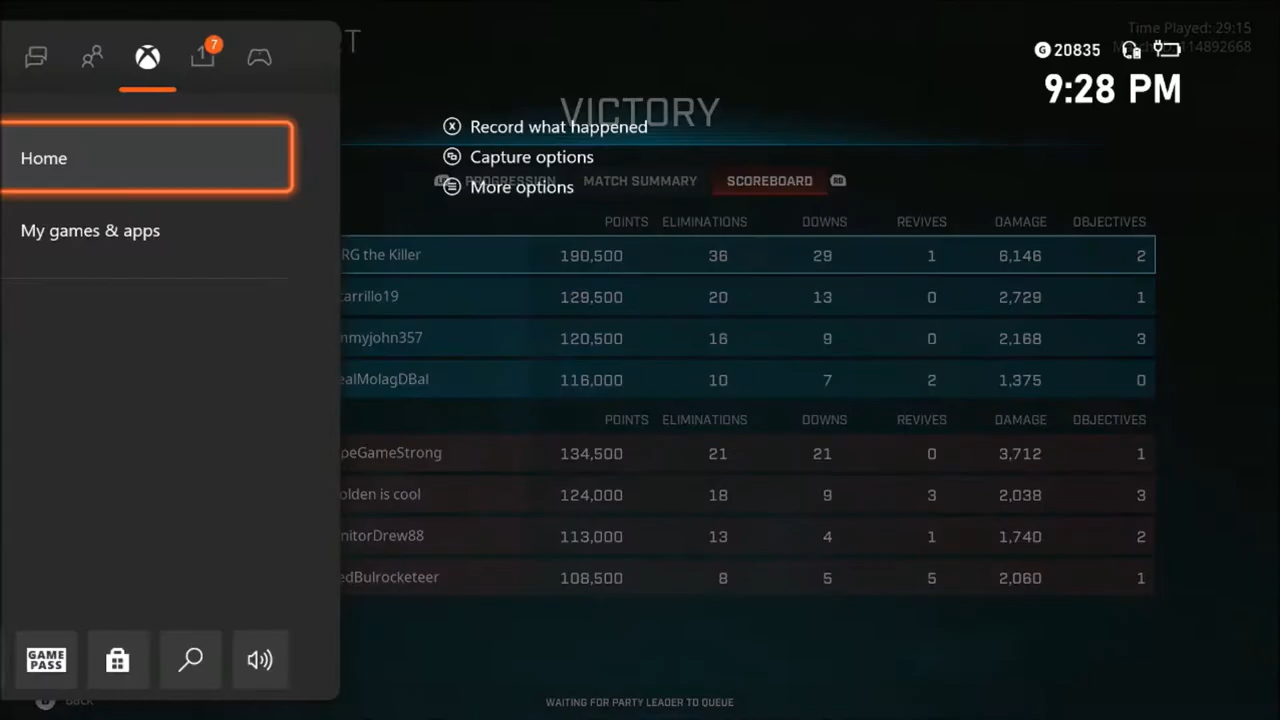 7
Time Played: 29:15
G 20835
114892668
9:28 PM
VICTORY
X Record what happened
Capture options
More options
PROGRESSION MATCH SUMMARY SCOREBOARD RB
Home
My games & apps
POINTS ELIMINATIONS DOWNS REVIVES DAMAGE OBJECTIVES
RG the Killer 190,500 36 29 1 6,146 2
arrillo19 129,500 20 13 0 2,729 1
mmyjohn357 120,500 16 9 0 2,168 3
ealMolagDBal 116,000 10 7 2 1,375 0
POINTS ELIMINATIONS DOWNS REVIVES DAMAGE OBJECTIVES
peGameStrong 134,500 21 21 0 3,712 1
olden is cool 124,000 18 9 3 2,038 3
nitorDrew88 113,000 13 4 1 1,740 2
edBulrocketeer 108,500 8 5 5 2,060 1
GAME PASS
Back
WAITING FOR PARTY LEADER TO QUEUE